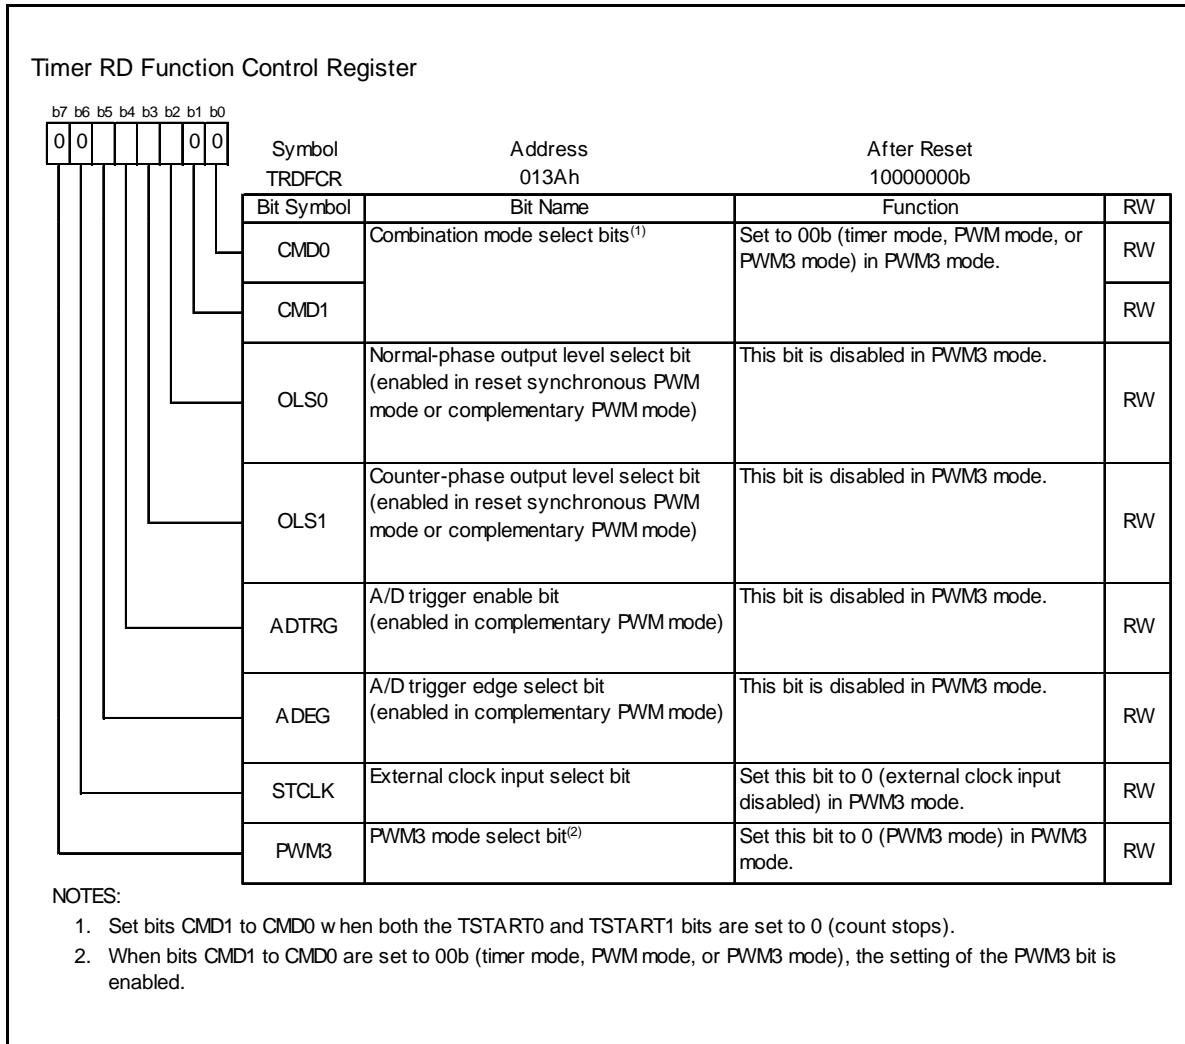 Timer RD Function Control Register
b7 b6 b5 b4 b3 b2 b1 b0
0 0 0 0
Symbol Address After Reset
TRDFCR 013Ah 10000000b
Bit Symbol Bit Name Function RW
CMD0 Combination mode select bits(1) Set to 00b (timer mode, PWM mode, or
PWM3 mode) in PWM3 mode. RW
CMD1 RW
OLS0 Normal-phase output level select bit
(enabled in reset synchronous PWM
mode or complementary PWM mode) This bit is disabled in PWM3 mode. RW
OLS1 Counter-phase output level select bit
(enabled in reset synchronous PWM
mode or complementary PWM mode) This bit is disabled in PWM3 mode. RW
ADTRG A/D trigger enable bit
(enabled in complementary PWM mode) This bit is disabled in PWM3 mode. RW
ADEG A/D trigger edge select bit
(enabled in complementary PWM mode) This bit is disabled in PWM3 mode. RW
STCLK External clock input select bit Set this bit to 0 (external clock input
disabled) in PWM3 mode. RW
PWM3 PWM3 mode select bit(2) Set this bit to 0 (PWM3 mode) in PWM3
mode. RW
NOTES:
1. Set bits CMD1 to CMD0 when both the TSTART0 and TSTART1 bits are set to 0 (count stops).
2. When bits CMD1 to CMD0 are set to 00b (timer mode, PWM mode, or PWM3 mode), the setting of the PWM3 bit is
enabled.